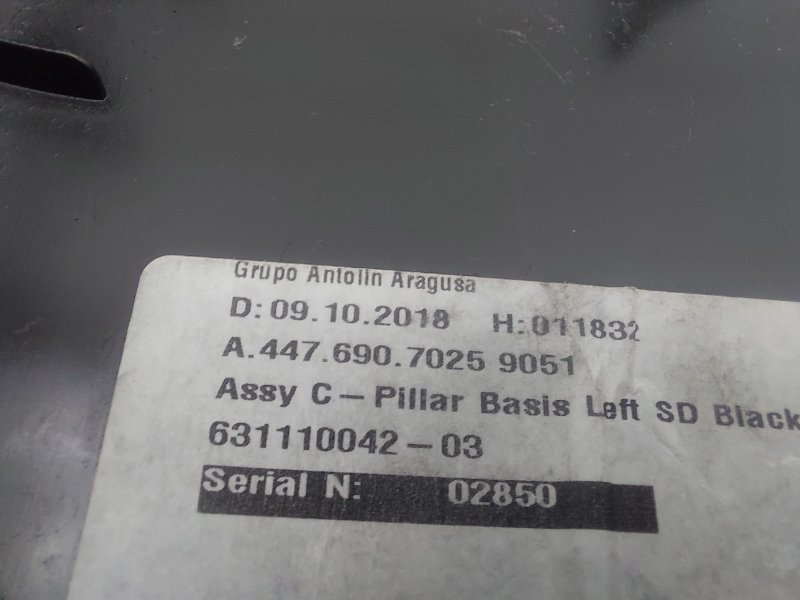 Grupo Antolin Aragusa
D: 09.10.2018 H: 011832
A.447.690.7025 9051
Assy C - Pillar Basis Left SD Black
631110042-03
Serial N: 02850